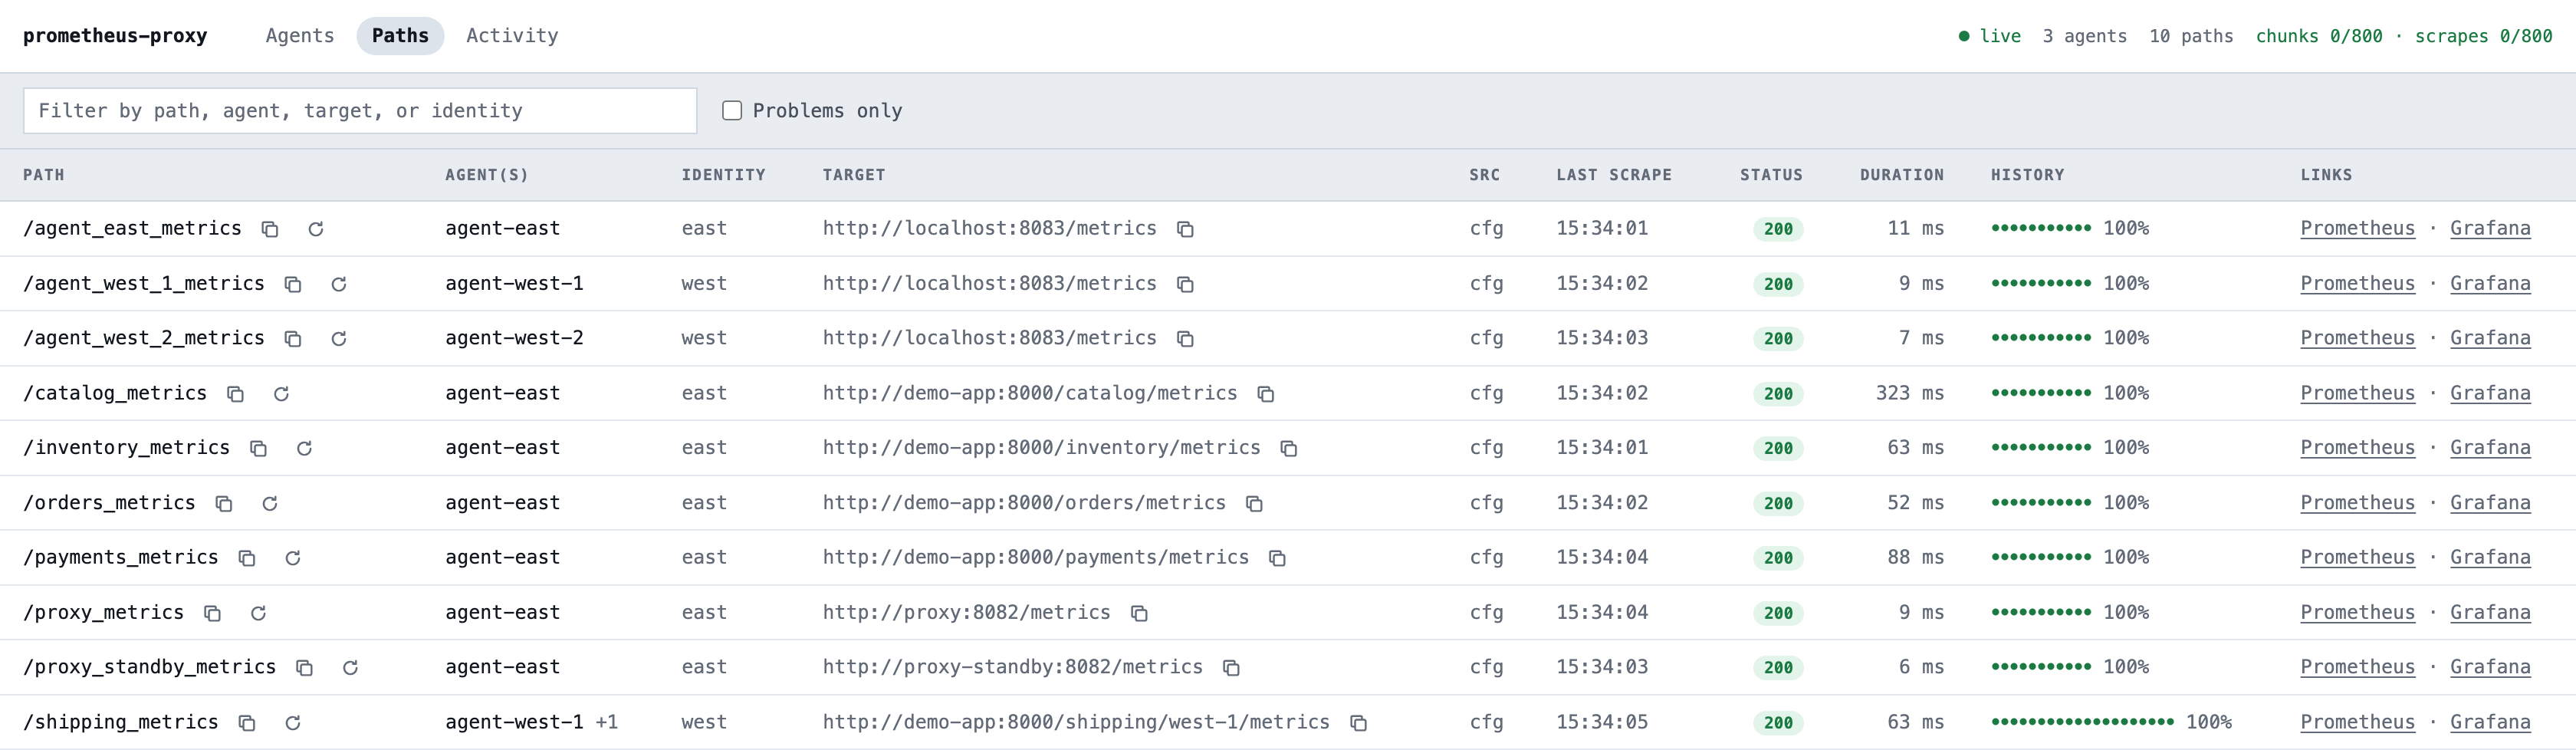 prometheus-proxy Agents Paths Activity live 3 agents 10 paths chunks 0/800 · scrapes 0/800
Filter by path, agent, target, or identity Problems only
PATH AGENT(S) IDENTITY TARGET SRC LAST SCRAPE STATUS DURATION HISTORY LINKS
/agent_east_metrics agent-east east http://localhost:8083/metrics cfg 15:34:01 200 11 ms 100% Prometheus · Grafana
/agent_west_1_metrics agent-west-1 west http://localhost:8083/metrics cfg 15:34:02 200 9 ms 100% Prometheus · Grafana
/agent_west_2_metrics agent-west-2 west http://localhost:8083/metrics cfg 15:34:03 200 7 ms 100% Prometheus · Grafana
/catalog_metrics agent-east east http://demo-app:8000/catalog/metrics cfg 15:34:02 200 323 ms 100% Prometheus · Grafana
/inventory_metrics agent-east east http://demo-app:8000/inventory/metrics cfg 15:34:01 200 63 ms 100% Prometheus · Grafana
/orders_metrics agent-east east http://demo-app:8000/orders/metrics cfg 15:34:02 200 52 ms 100% Prometheus · Grafana
/payments_metrics agent-east east http://demo-app:8000/payments/metrics cfg 15:34:04 200 88 ms 100% Prometheus · Grafana
/proxy_metrics agent-east east http://proxy:8082/metrics cfg 15:34:04 200 9 ms 100% Prometheus · Grafana
/proxy_standby_metrics agent-east east http://proxy-standby:8082/metrics cfg 15:34:03 200 6 ms 100% Prometheus · Grafana
/shipping_metrics agent-west-1 +1 west http://demo-app:8000/shipping/west-1/metrics cfg 15:34:05 200 63 ms 100% Prometheus · Grafana